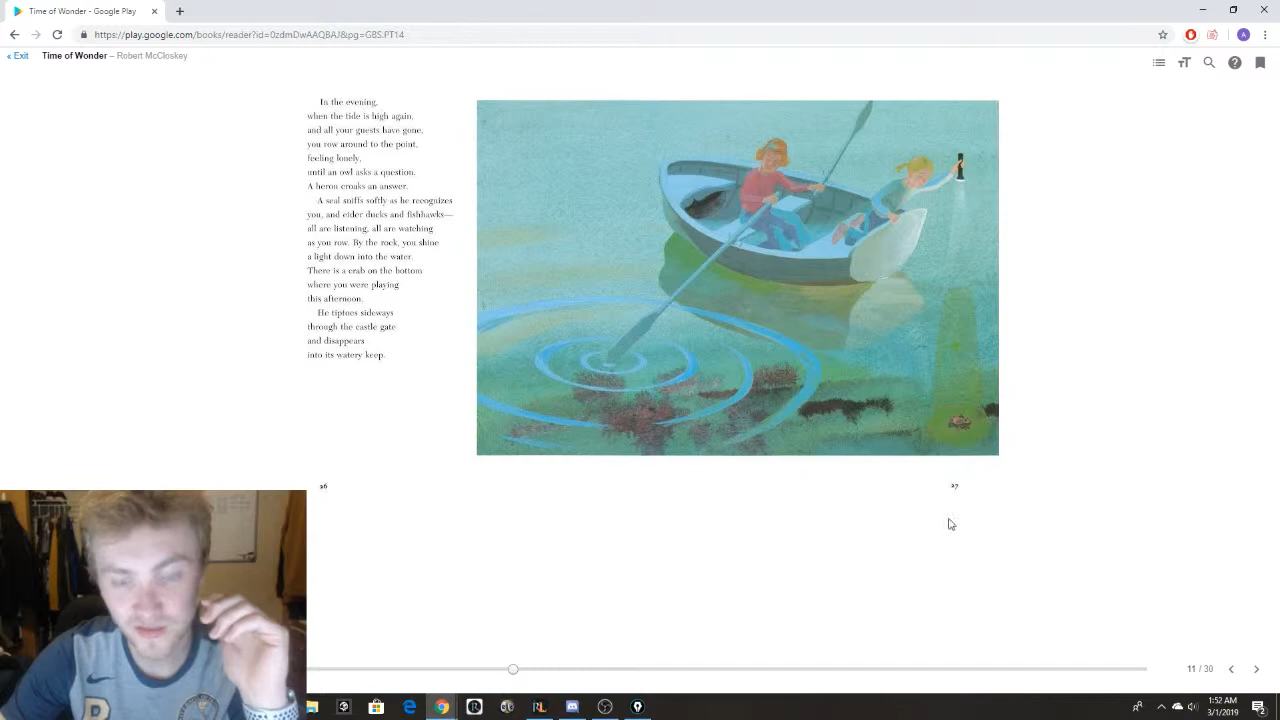 Time of Wonder - Google Play
https://play.google.com/books/reader?id=0zdmDwAAQBAJ&pg=GBS.PT14
A
« Exit Time of Wonder – Robert McCloskey
In the evening,
when the tide is high again,
and all your guests have gone,
you row around to the point,
feeling lonely,
until an owl asks a question.
A heron croaks an answer.
A seal sniffs softly as he recognizes
you, and eider ducks and fishhawks—
all are listening, all are watching
as you row. By the rock, you shine
a light down into the water.
There is a crab on the bottom
where you were playing
this afternoon.
He tiptoes sideways
through the castle gate
and disappears
into its watery keep.
26
27
11 / 30
1:52 AM
3/1/2019